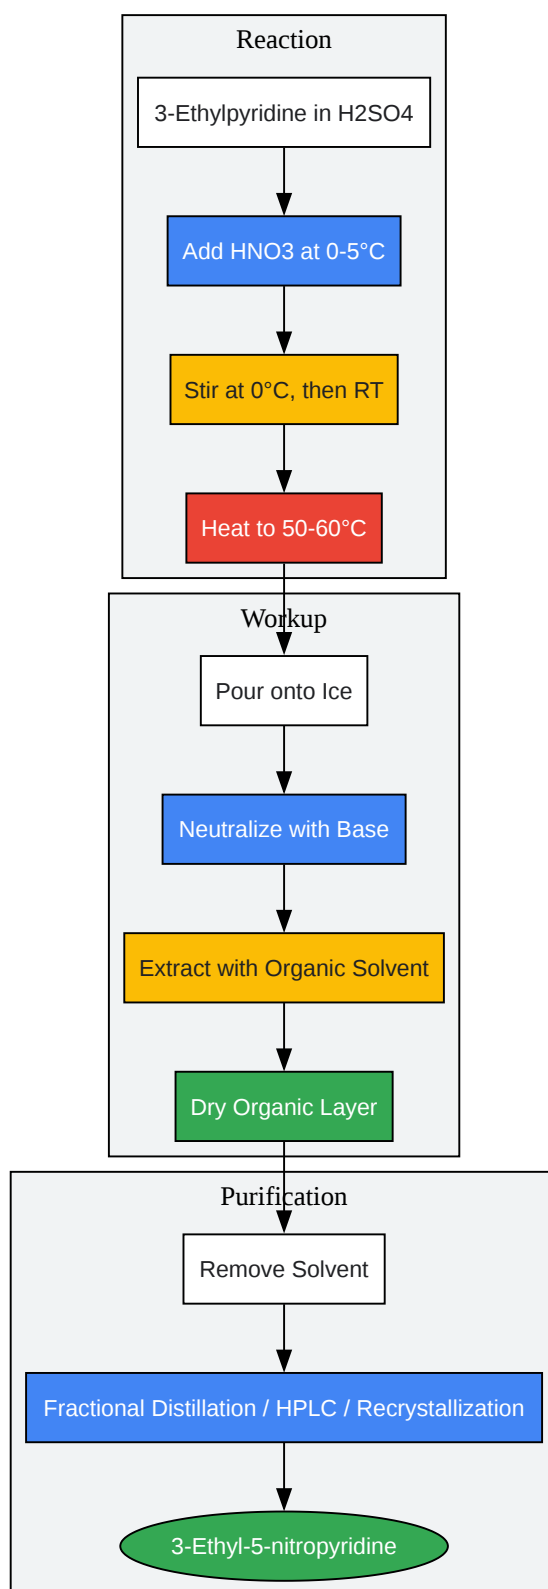 Reaction
3-Ethylpyridine in H2SO4
Add HNO3 at 0-5°C
Stir at 0°C, then RT
Heat to 50-60°C
Workup
Pour onto Ice
Neutralize with Base
Extract with Organic Solvent
Dry Organic Layer
Purification
Remove Solvent
Fractional Distillation / HPLC / Recrystallization
3-Ethyl-5-nitropyridine